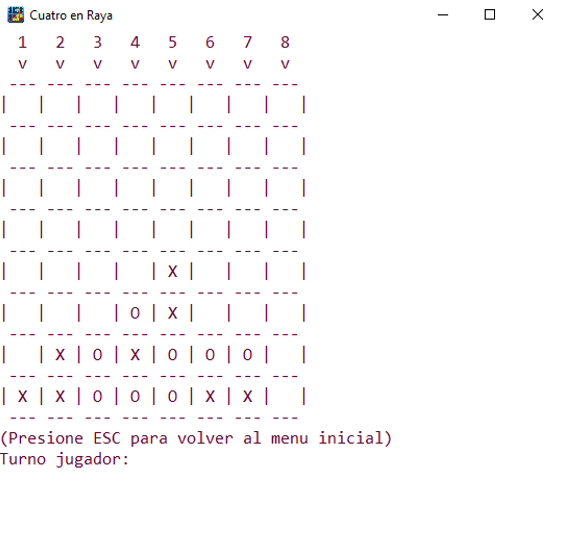 Cuatro en Raya
1 2 3 4 5 6 7 8
v v v v v v v v
--- --- --- --- --- --- --- ---
| | | | | | | | |
--- --- --- --- --- --- --- ---
| | | | | | | | |
--- --- --- --- --- --- --- ---
| | | | | | | | |
--- --- --- --- --- --- --- ---
| | | | | | | | |
--- --- --- --- --- --- --- ---
| | | | | X | | | |
--- --- --- --- --- --- --- ---
| | | | O | X | | | |
--- --- --- --- --- --- --- ---
| | X | O | X | O | O | O | |
--- --- --- --- --- --- --- ---
| X | X | O | O | O | X | X | |
--- --- --- --- --- --- --- ---
(Presione ESC para volver al menu inicial)
Turno jugador: